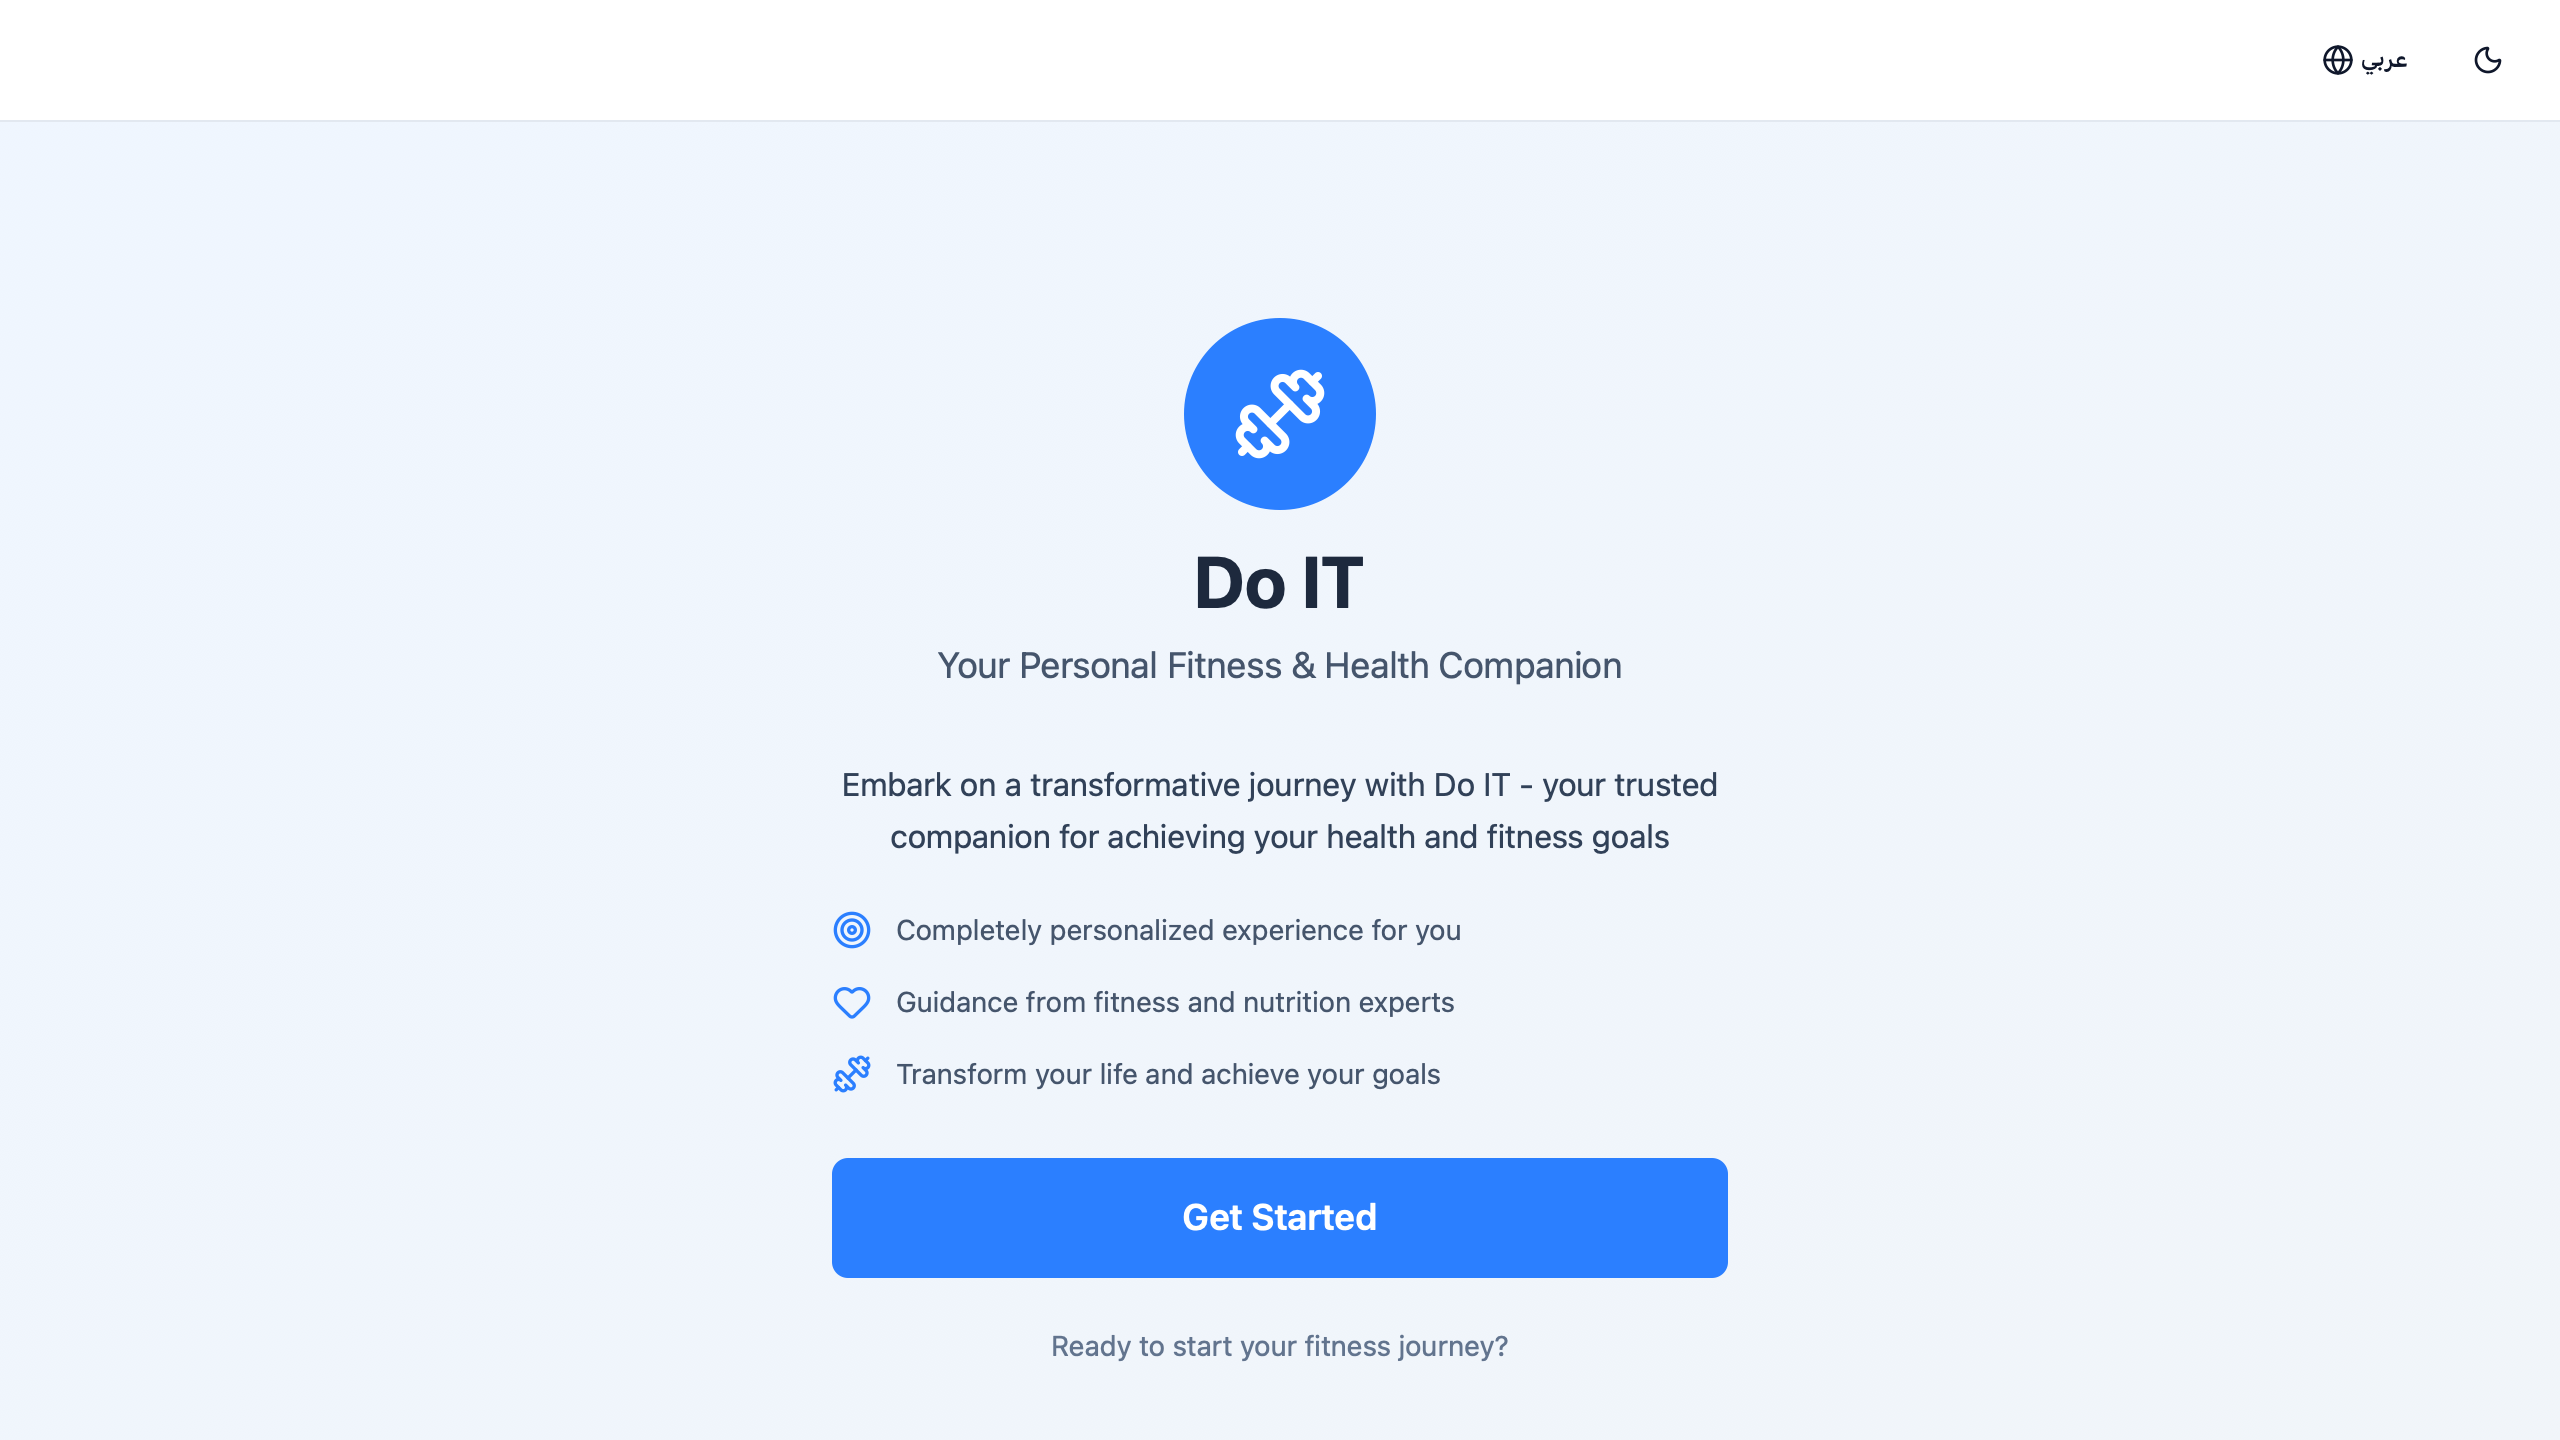 عربي
Do IT
Your Personal Fitness & Health Companion
Embark on a transformative journey with Do IT - your trusted
companion for achieving your health and fitness goals
Completely personalized experience for you
Guidance from fitness and nutrition experts
Transform your life and achieve your goals
Get Started
Ready to start your fitness journey?